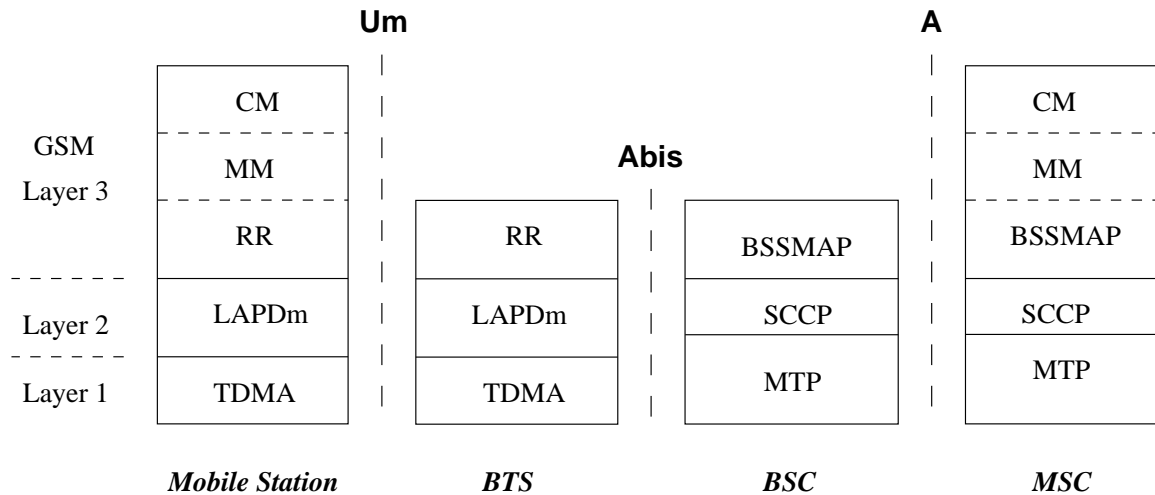 Um
A
CM
CM
GSM
Abis
MM
MM
Layer 3
RR
RR
BSSMAP
BSSMAP
Layer 2
LAPDm
LAPDm
SCCP
SCCP
Layer 1
TDMA
TDMA
MTP
MTP
Mobile Station
BTS
BSC
MSC